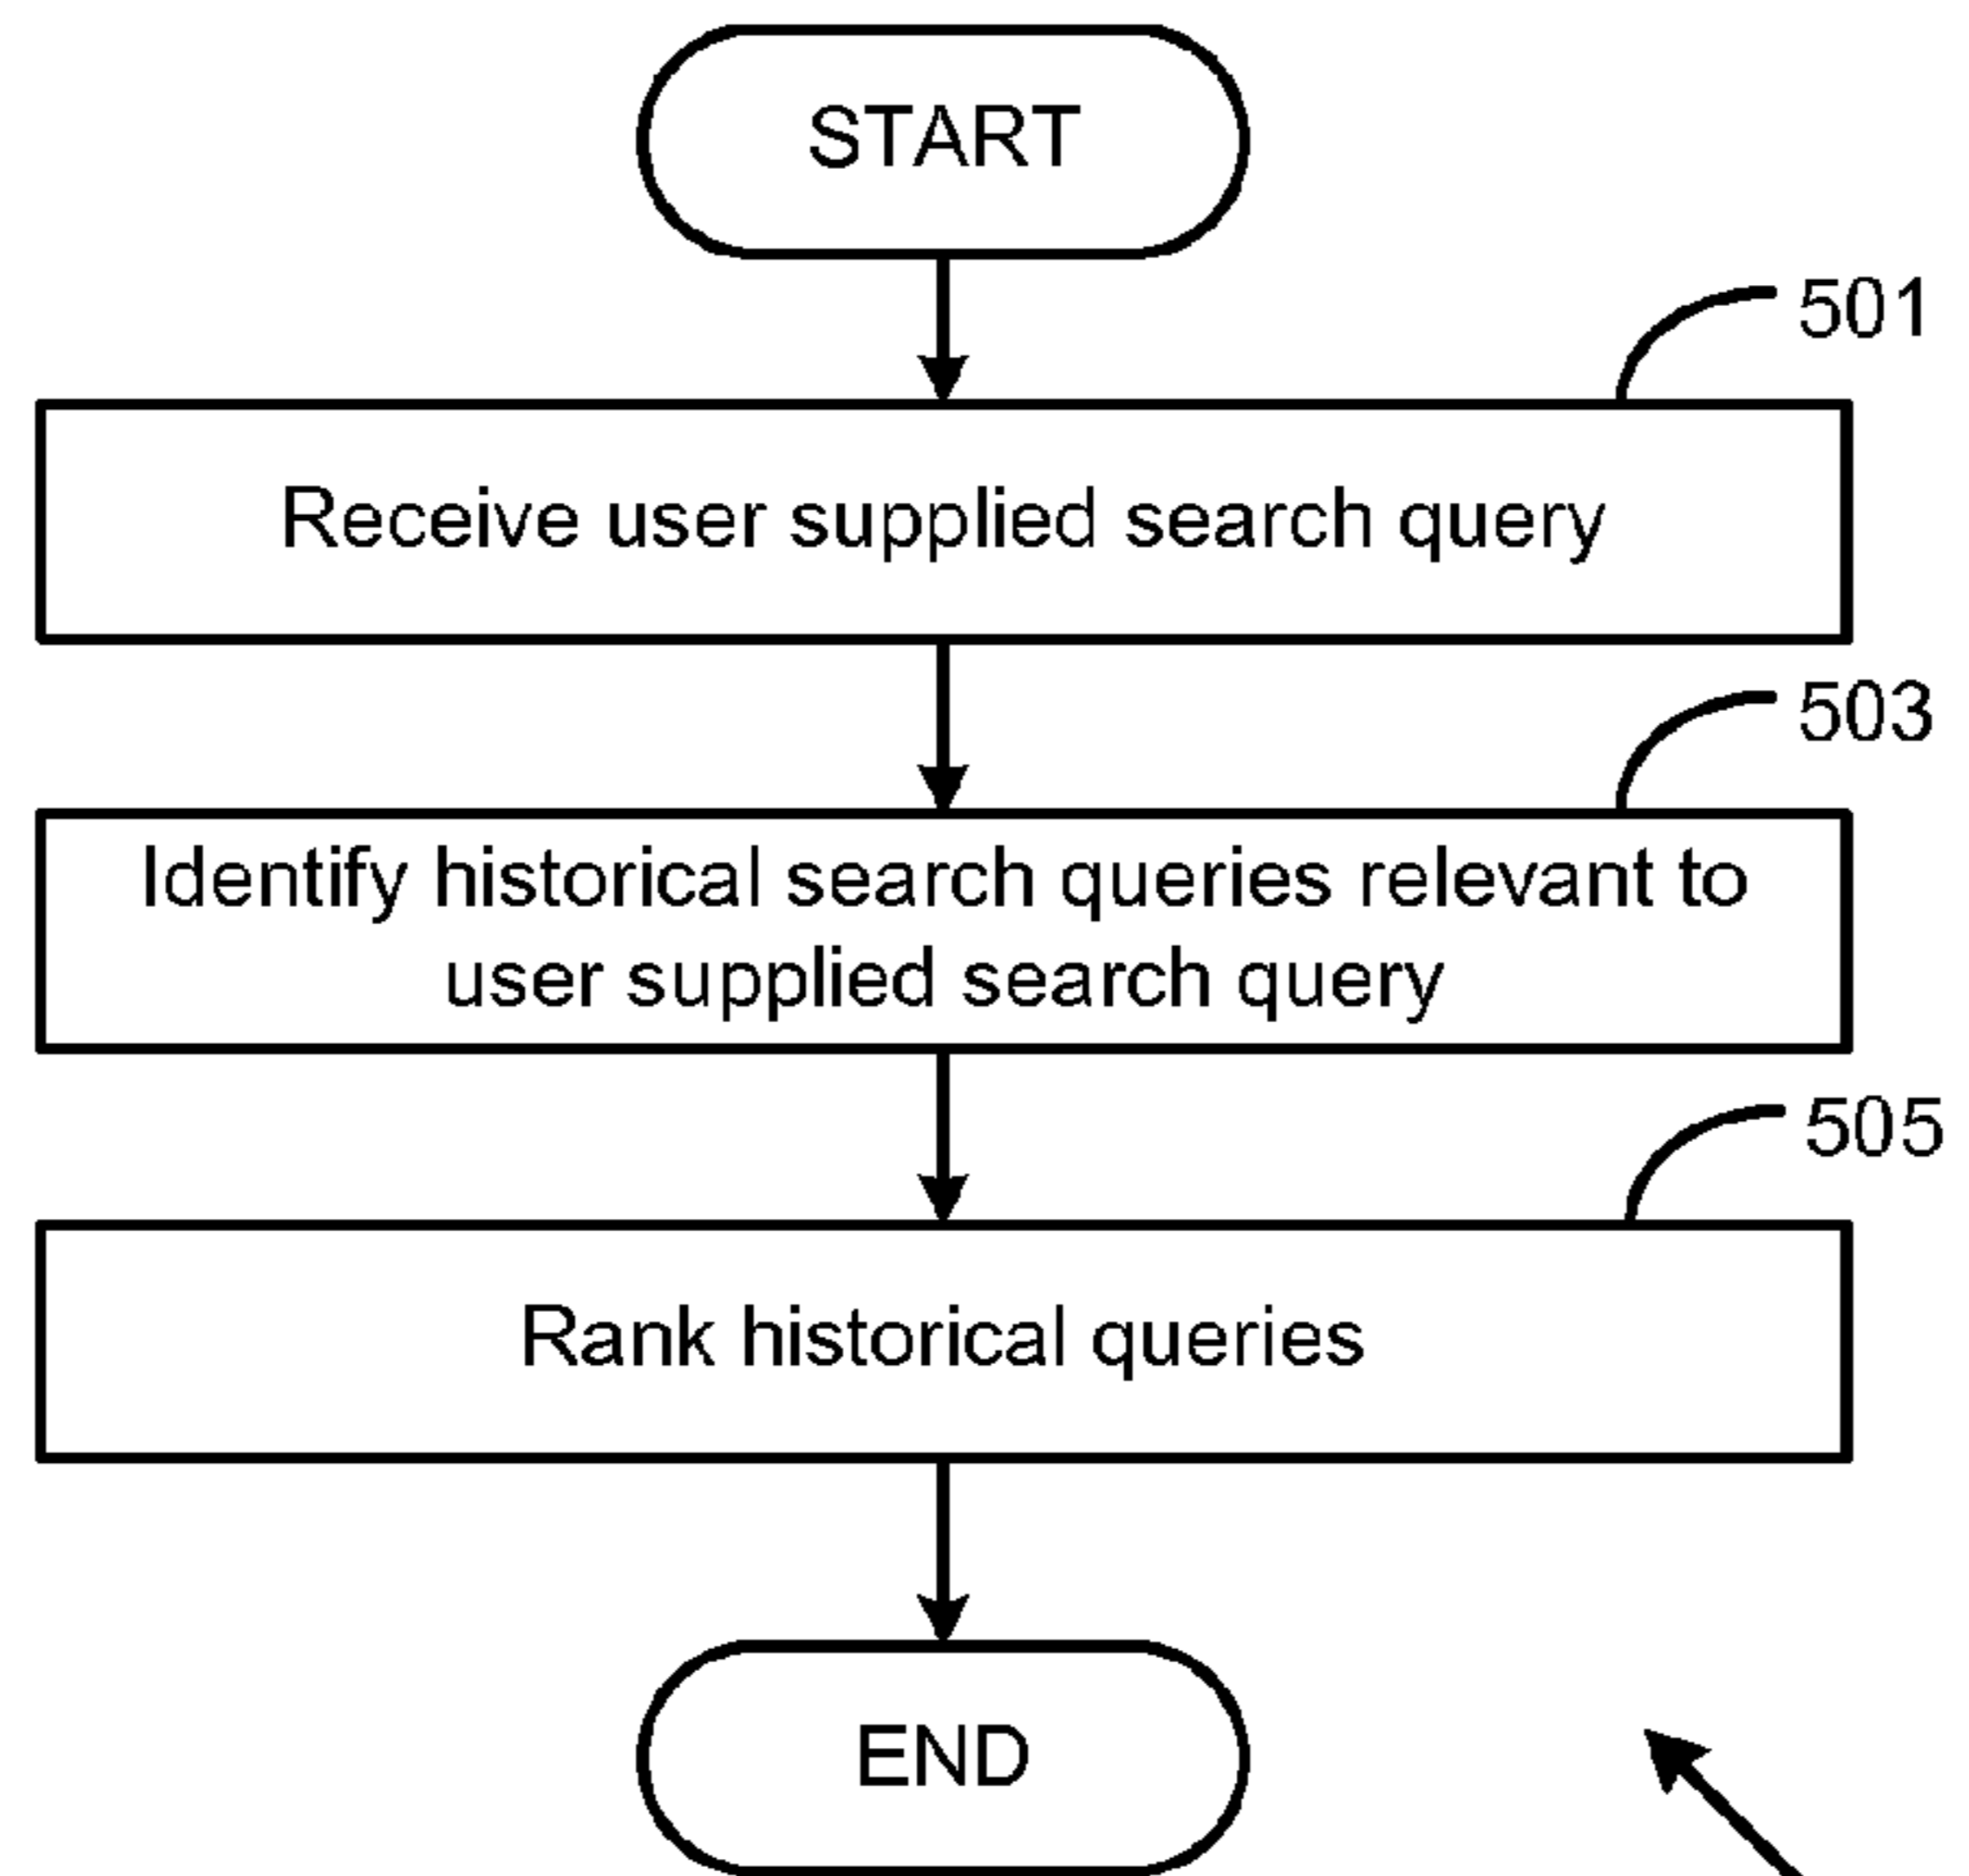 START
501
Receive user supplied search query
503
Identify historical search queries relevant to
user supplied search query
505
Rank historical queries
END